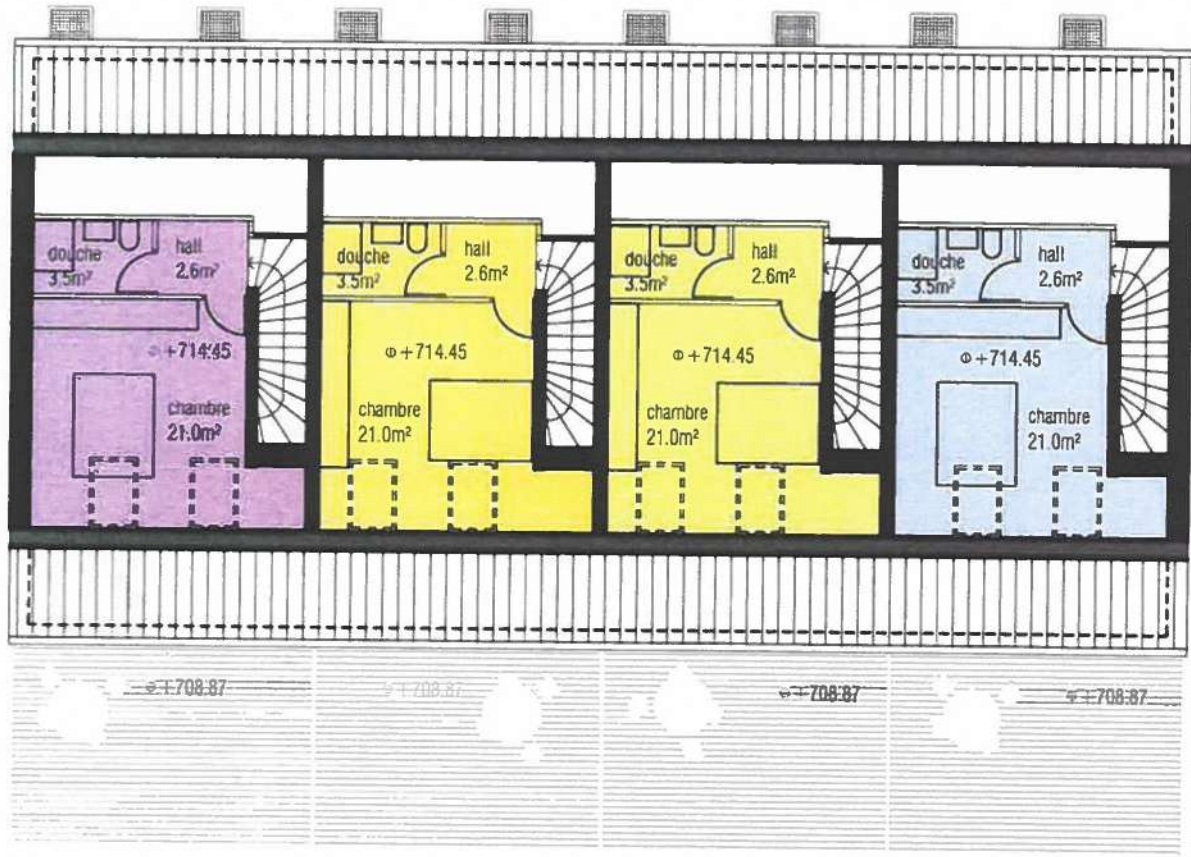 douche
3.5m²
hall
2.6m²
+714.45
chambre
21.0m²
douche
3.5m²
hall
2.6m²
+714.45
chambre
21.0m²
douche
3.5m²
hall
2.6m²
+714.45
chambre
21.0m²
douche
3.5m²
hall
2.6m²
+714.45
chambre
21.0m²
+708.87
+708.87
+708.87
+708.87